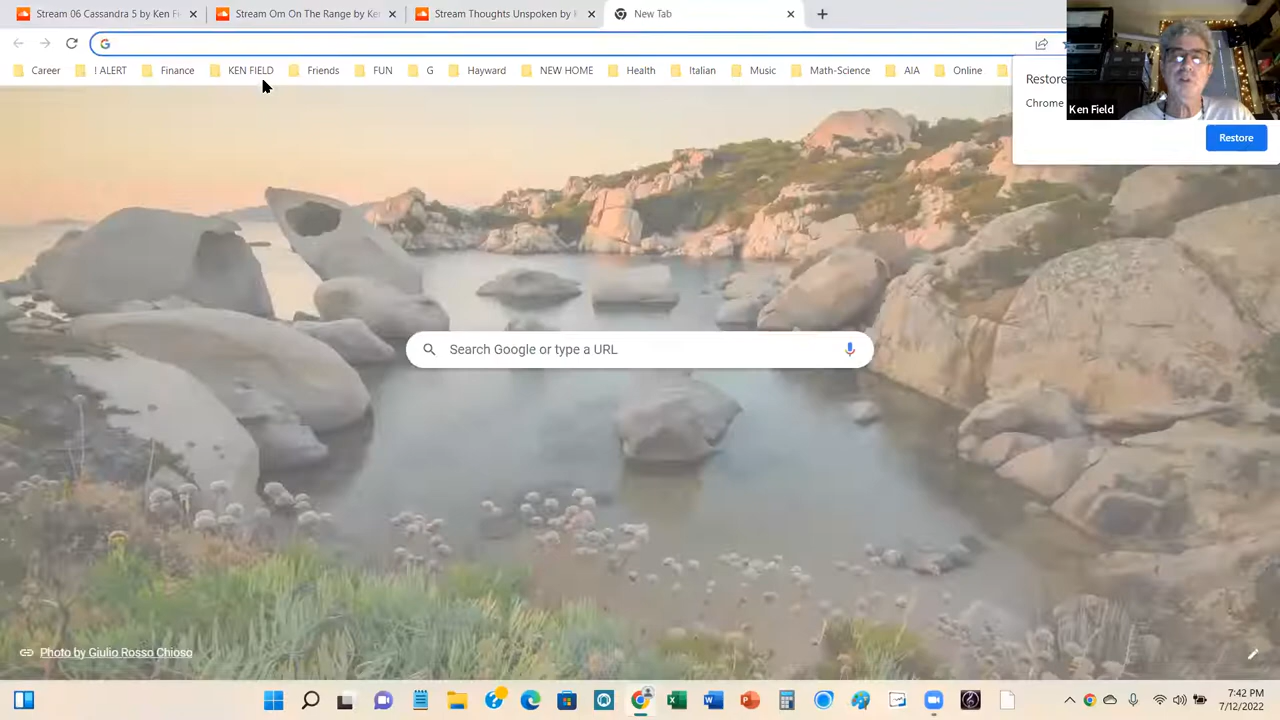 Stream 06 Cassandra 5 by Ken Fi
Stream Om On The Range by Ken
Stream Thoughts Unspoken by
New Tab
Career ! ALERT Finance KEN FIELD Friends G Hayward NEW HOME Health Italian Music Math-Science AIA Online
Restore
Chrome
Ken Field
Restore
Search Google or type a URL
Photo by Giulio Rosso Chioso
7:42 PM
7/12/2022